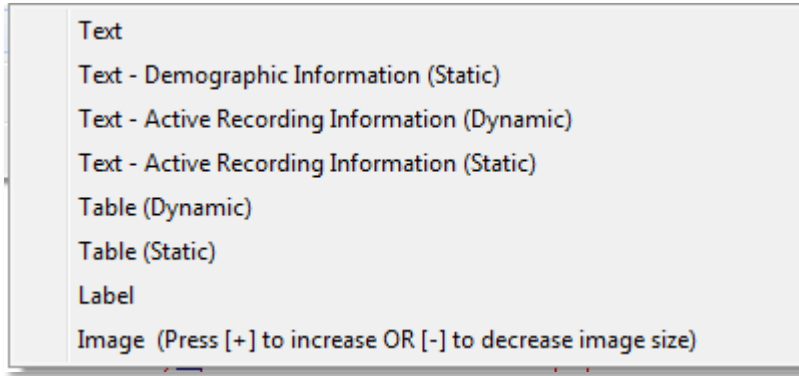 Text
Text - Demographic Information (Static)
Text - Active Recording Information (Dynamic)
Text - Active Recording Information (Static)
Table (Dynamic)
Table (Static)
Label
Image  (Press [+] to increase OR [-] to decrease image size)